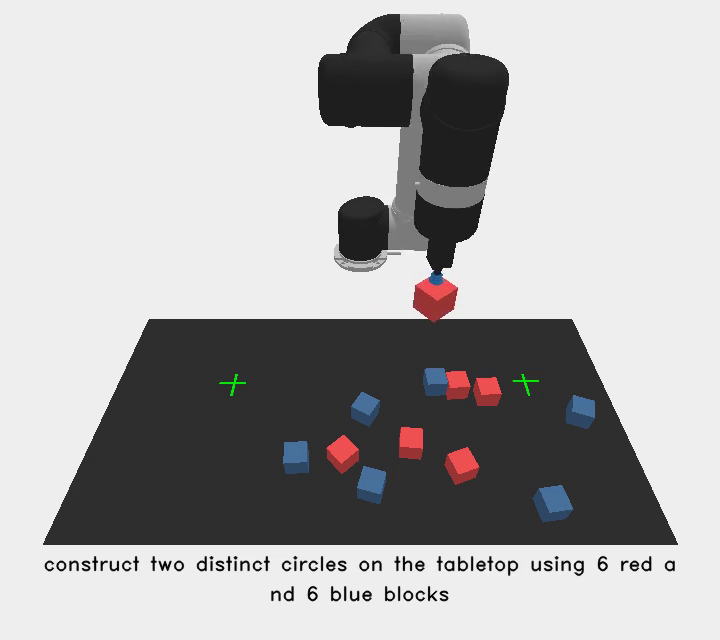 construct two distinct circles on the tabletop using 6 red a
nd 6 blue blocks